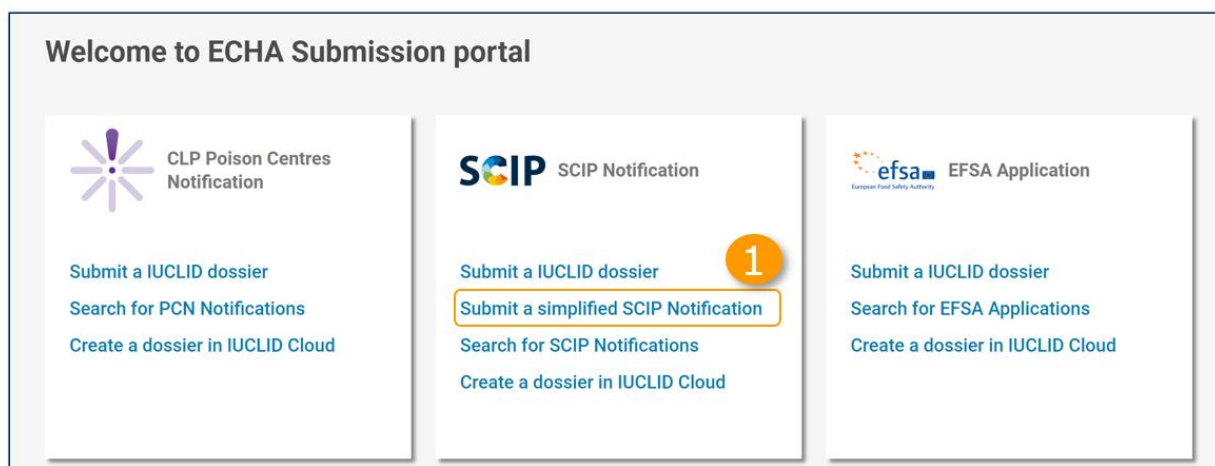 Welcome to ECHA Submission portal
CLP Poison Centres
Notification
Submit a IUCLID dossier
Search for PCN Notifications
Create a dossier in IUCLID Cloud
SCIP SCIP Notification
1
Submit a IUCLID dossier
Submit a simplified SCIP Notification
Search for SCIP Notifications
Create a dossier in IUCLID Cloud
efsa EFSA Application
European Food Safety Authority
Submit a IUCLID dossier
Search for EFSA Applications
Create a dossier in IUCLID Cloud